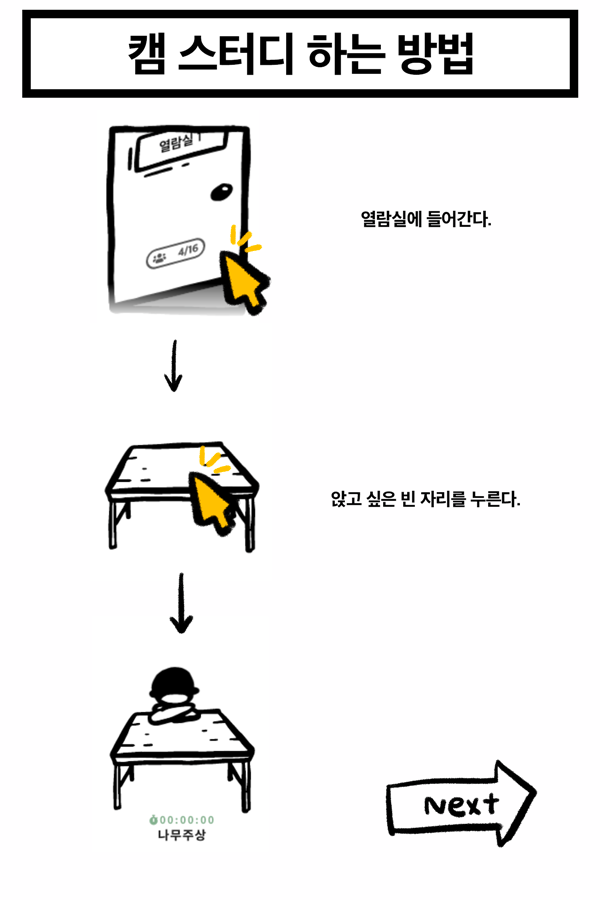 캠 스터디 하는 방법
열람실 1
4/16
열람실에 들어간다.
앉고 싶은 빈 자리를 누른다.
00:00:00
나무주상
Next